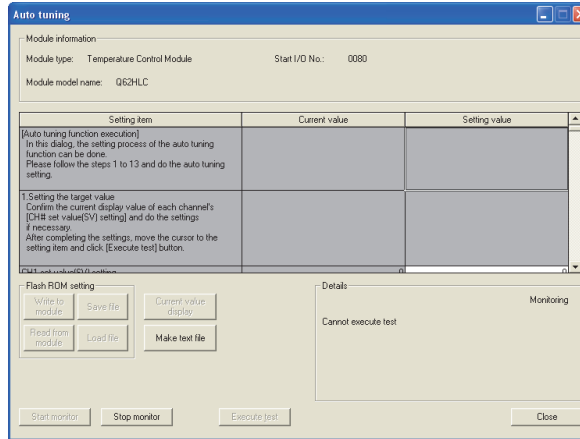 Auto tuning
Module information
Module type: Temperature Control Module Start I/O No.: 0080
Module model name: Q62HLC
Setting item Current value Setting value
[Auto tuning function execution]
In this dialog, the setting process of the auto tuning
function can be done.
Please follow the steps 1 to 13 and do the auto tuning
setting.
1.Setting the target value
Confirm the current display value of each channel's
[CH# set value(SV) setting] and do the settings
if necessary.
After completing the settings, move the cursor to the
setting item and click [Execute test] button.
CH1 set value(SV) setting 0 0
Flash ROM setting
Write to
module
Save file
Current value
display
Read from
module
Load file
Make text file
Details
Monitoring
Cannot execute test
Start monitor
Stop monitor
Execute test
Close